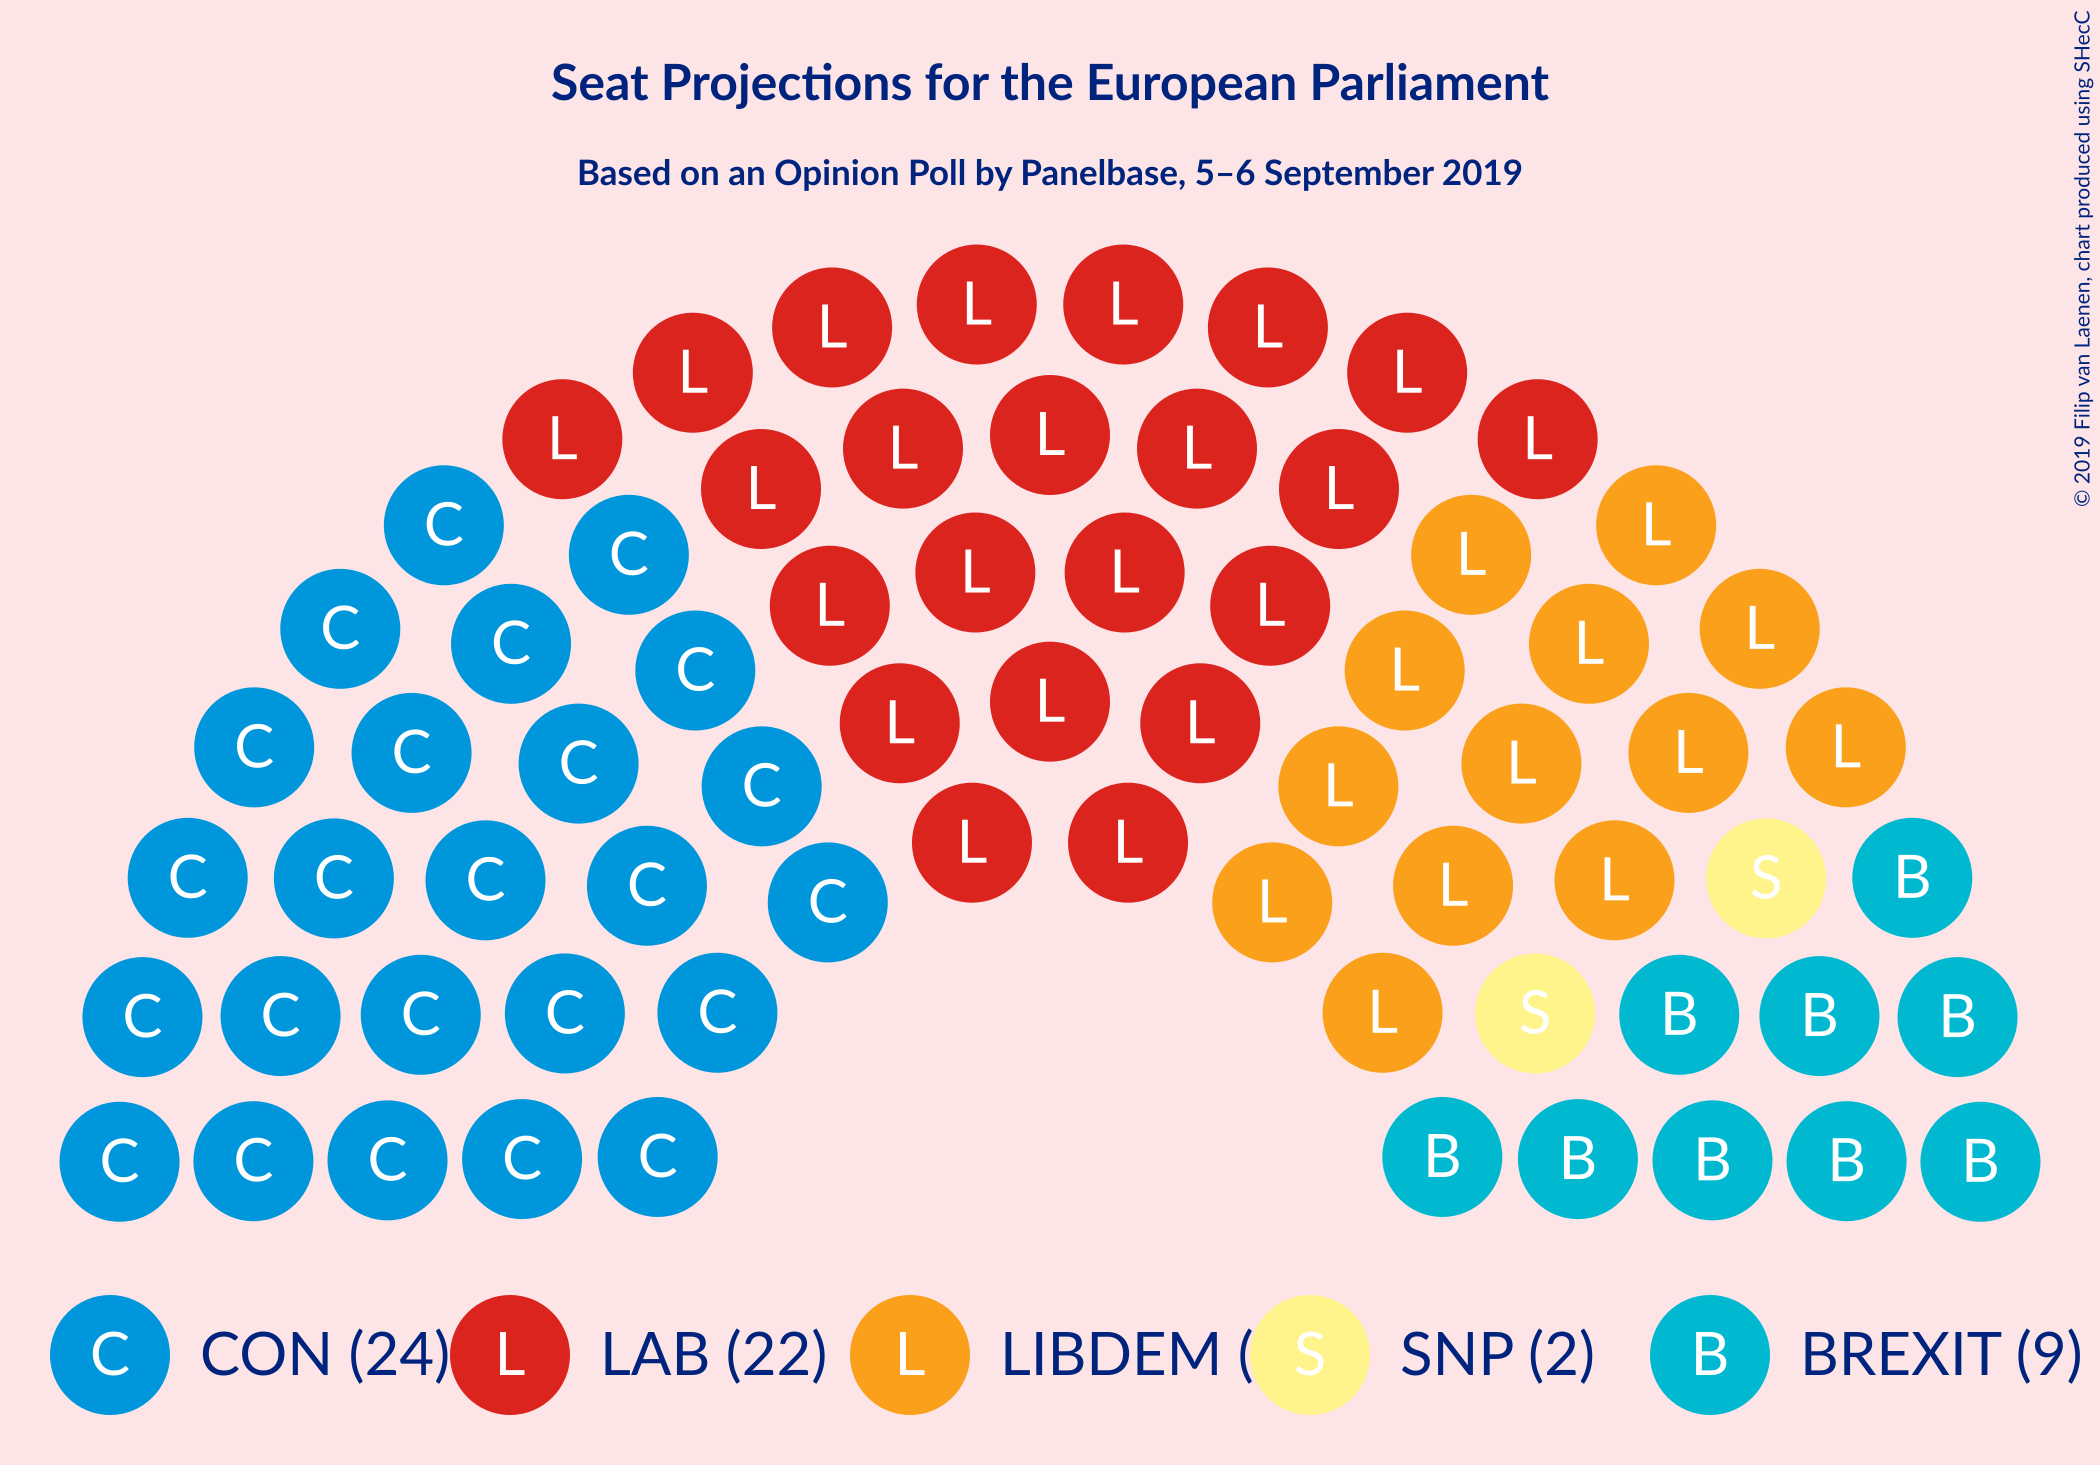 Seat Projections for the European Parliament
Based on an Opinion Poll by Panelbase, 5–6 September 2019
© 2019 Filip van Laenen, chart produced using SHecC
L L
L L
L L
L L L L L
L L
C L
C L
L L
L L
C L
C L
C L
L
L L
C C C L L L
C L
L L
C C C C C L L L S B
C C C C C L S B B B
C C C C C B B B B B
C CON (24) L LAB (22) L LIBDEM ( S SNP (2) B BREXIT (9)